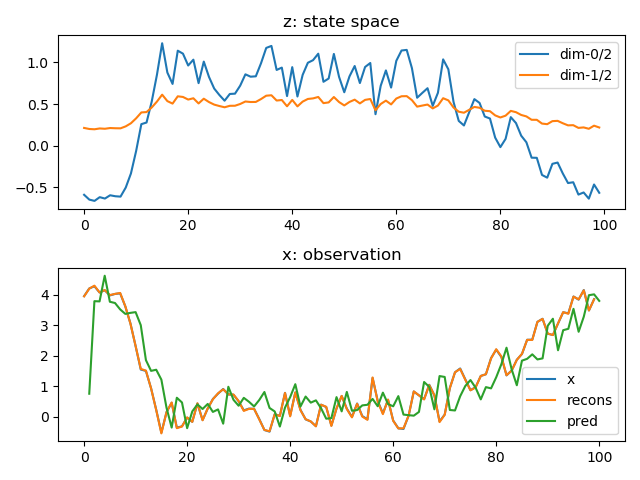 z: state space
1.0
0.5
0.0
−0.5
dim-0/2
dim-1/2
0 20 40 60 80 100
x: observation
4
3
2
1
0
x
recons
pred
0 20 40 60 80 100